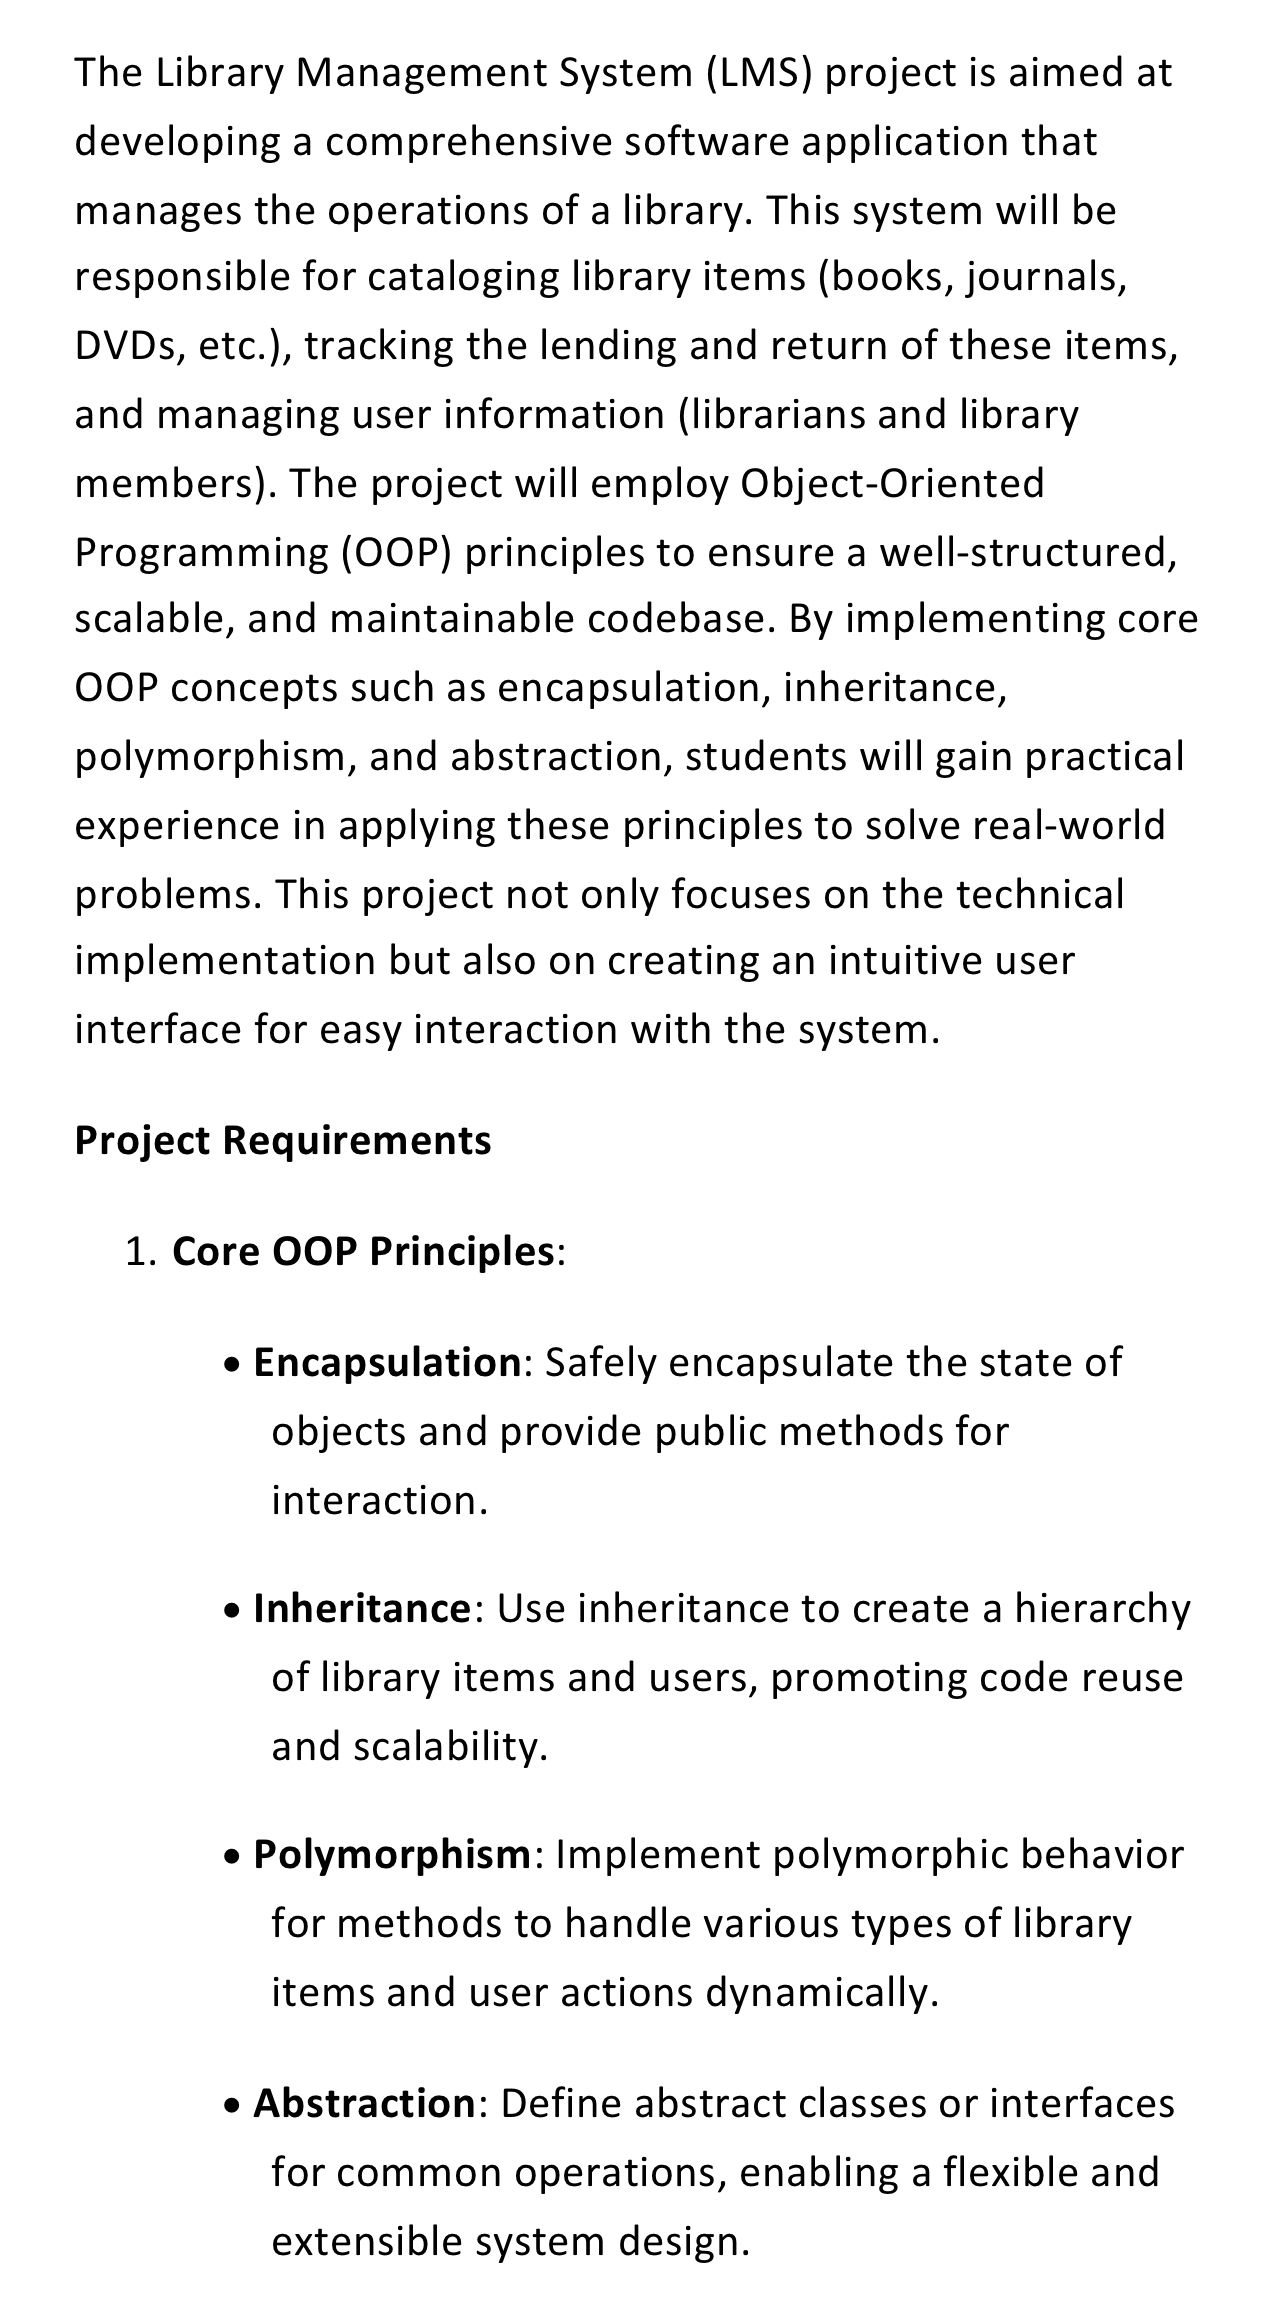 The Library Management System (LMS) project is aimed at
developing a comprehensive software application that
manages the operations of a library. This system will be
responsible for cataloging library items (books, journals,
DVDs, etc.), tracking the lending and return of these items,
and managing user information (librarians and library
members). The project will employ Object-Oriented
Programming (OOP) principles to ensure a well-structured,
scalable, and maintainable codebase. By implementing core
OOP concepts such as encapsulation, inheritance,
polymorphism, and abstraction, students will gain practical
experience in applying these principles to solve real-world
problems. This project not only focuses on the technical
implementation but also on creating an intuitive user
interface for easy interaction with the system.
Project Requirements
1. Core OOP Principles:
• Encapsulation: Safely encapsulate the state of
objects and provide public methods for
interaction.
• Inheritance: Use inheritance to create a hierarchy
of library items and users, promoting code reuse
and scalability.
• Polymorphism: Implement polymorphic behavior
for methods to handle various types of library
items and user actions dynamically.
• Abstraction: Define abstract classes or interfaces
for common operations, enabling a flexible and
extensible system design.